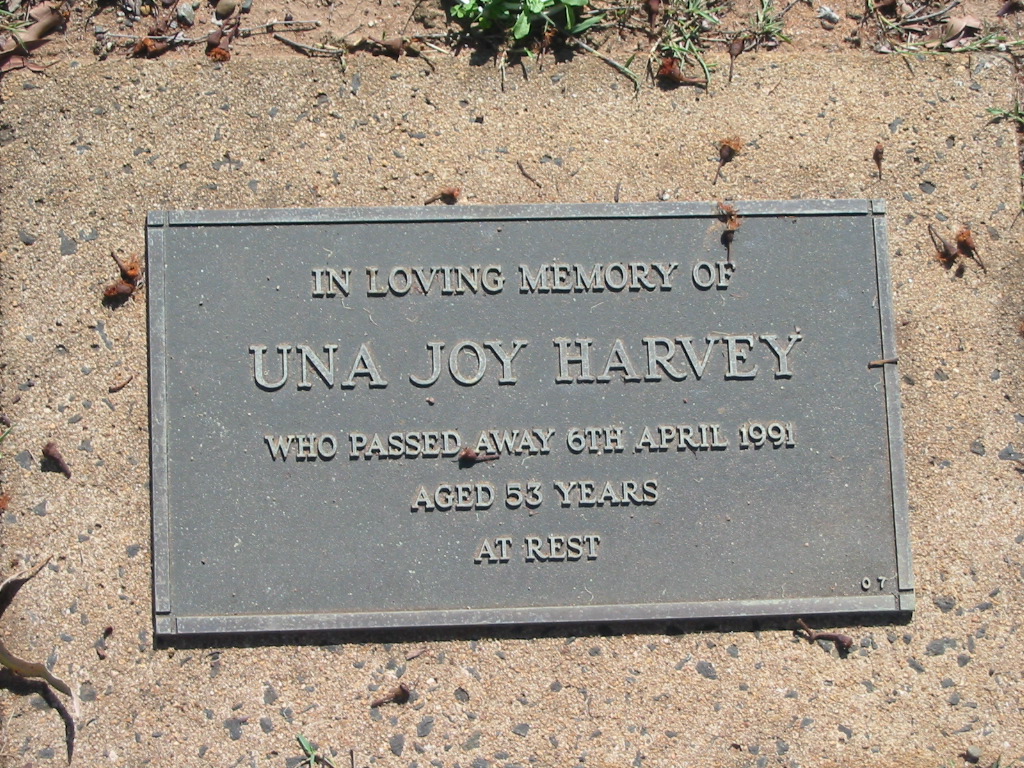 IN LOVING MEMORY OF
UNA JOY HARVEY
WHO PASSED AWAY 6TH APRIL 1991
AGED 53 YEARS
AT REST
07